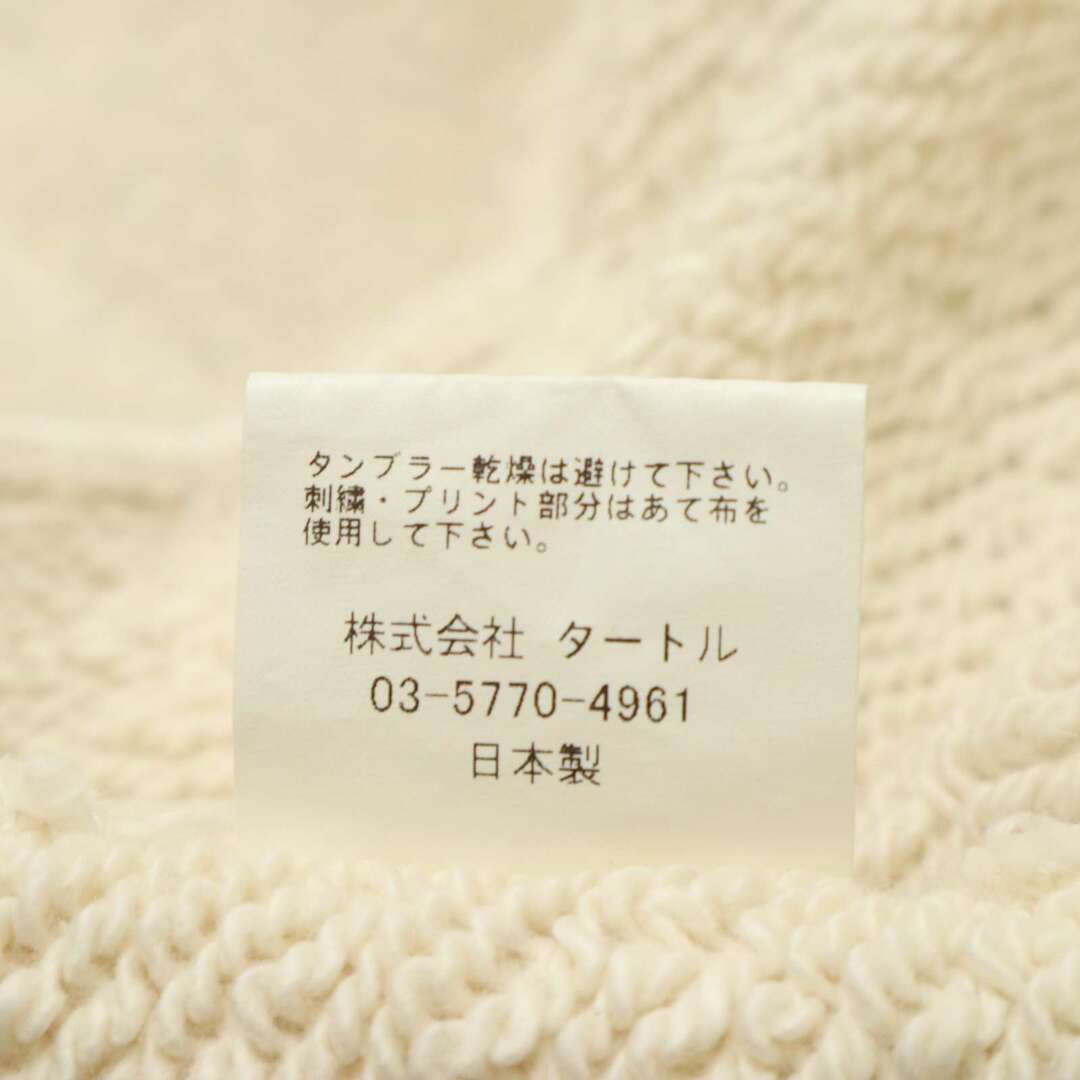 タンブラー乾燥は避けて下さい。
刺繍・プリント部分はあて布を
使用して下さい。
株式会社 タートル
03-5770-4961
日本製